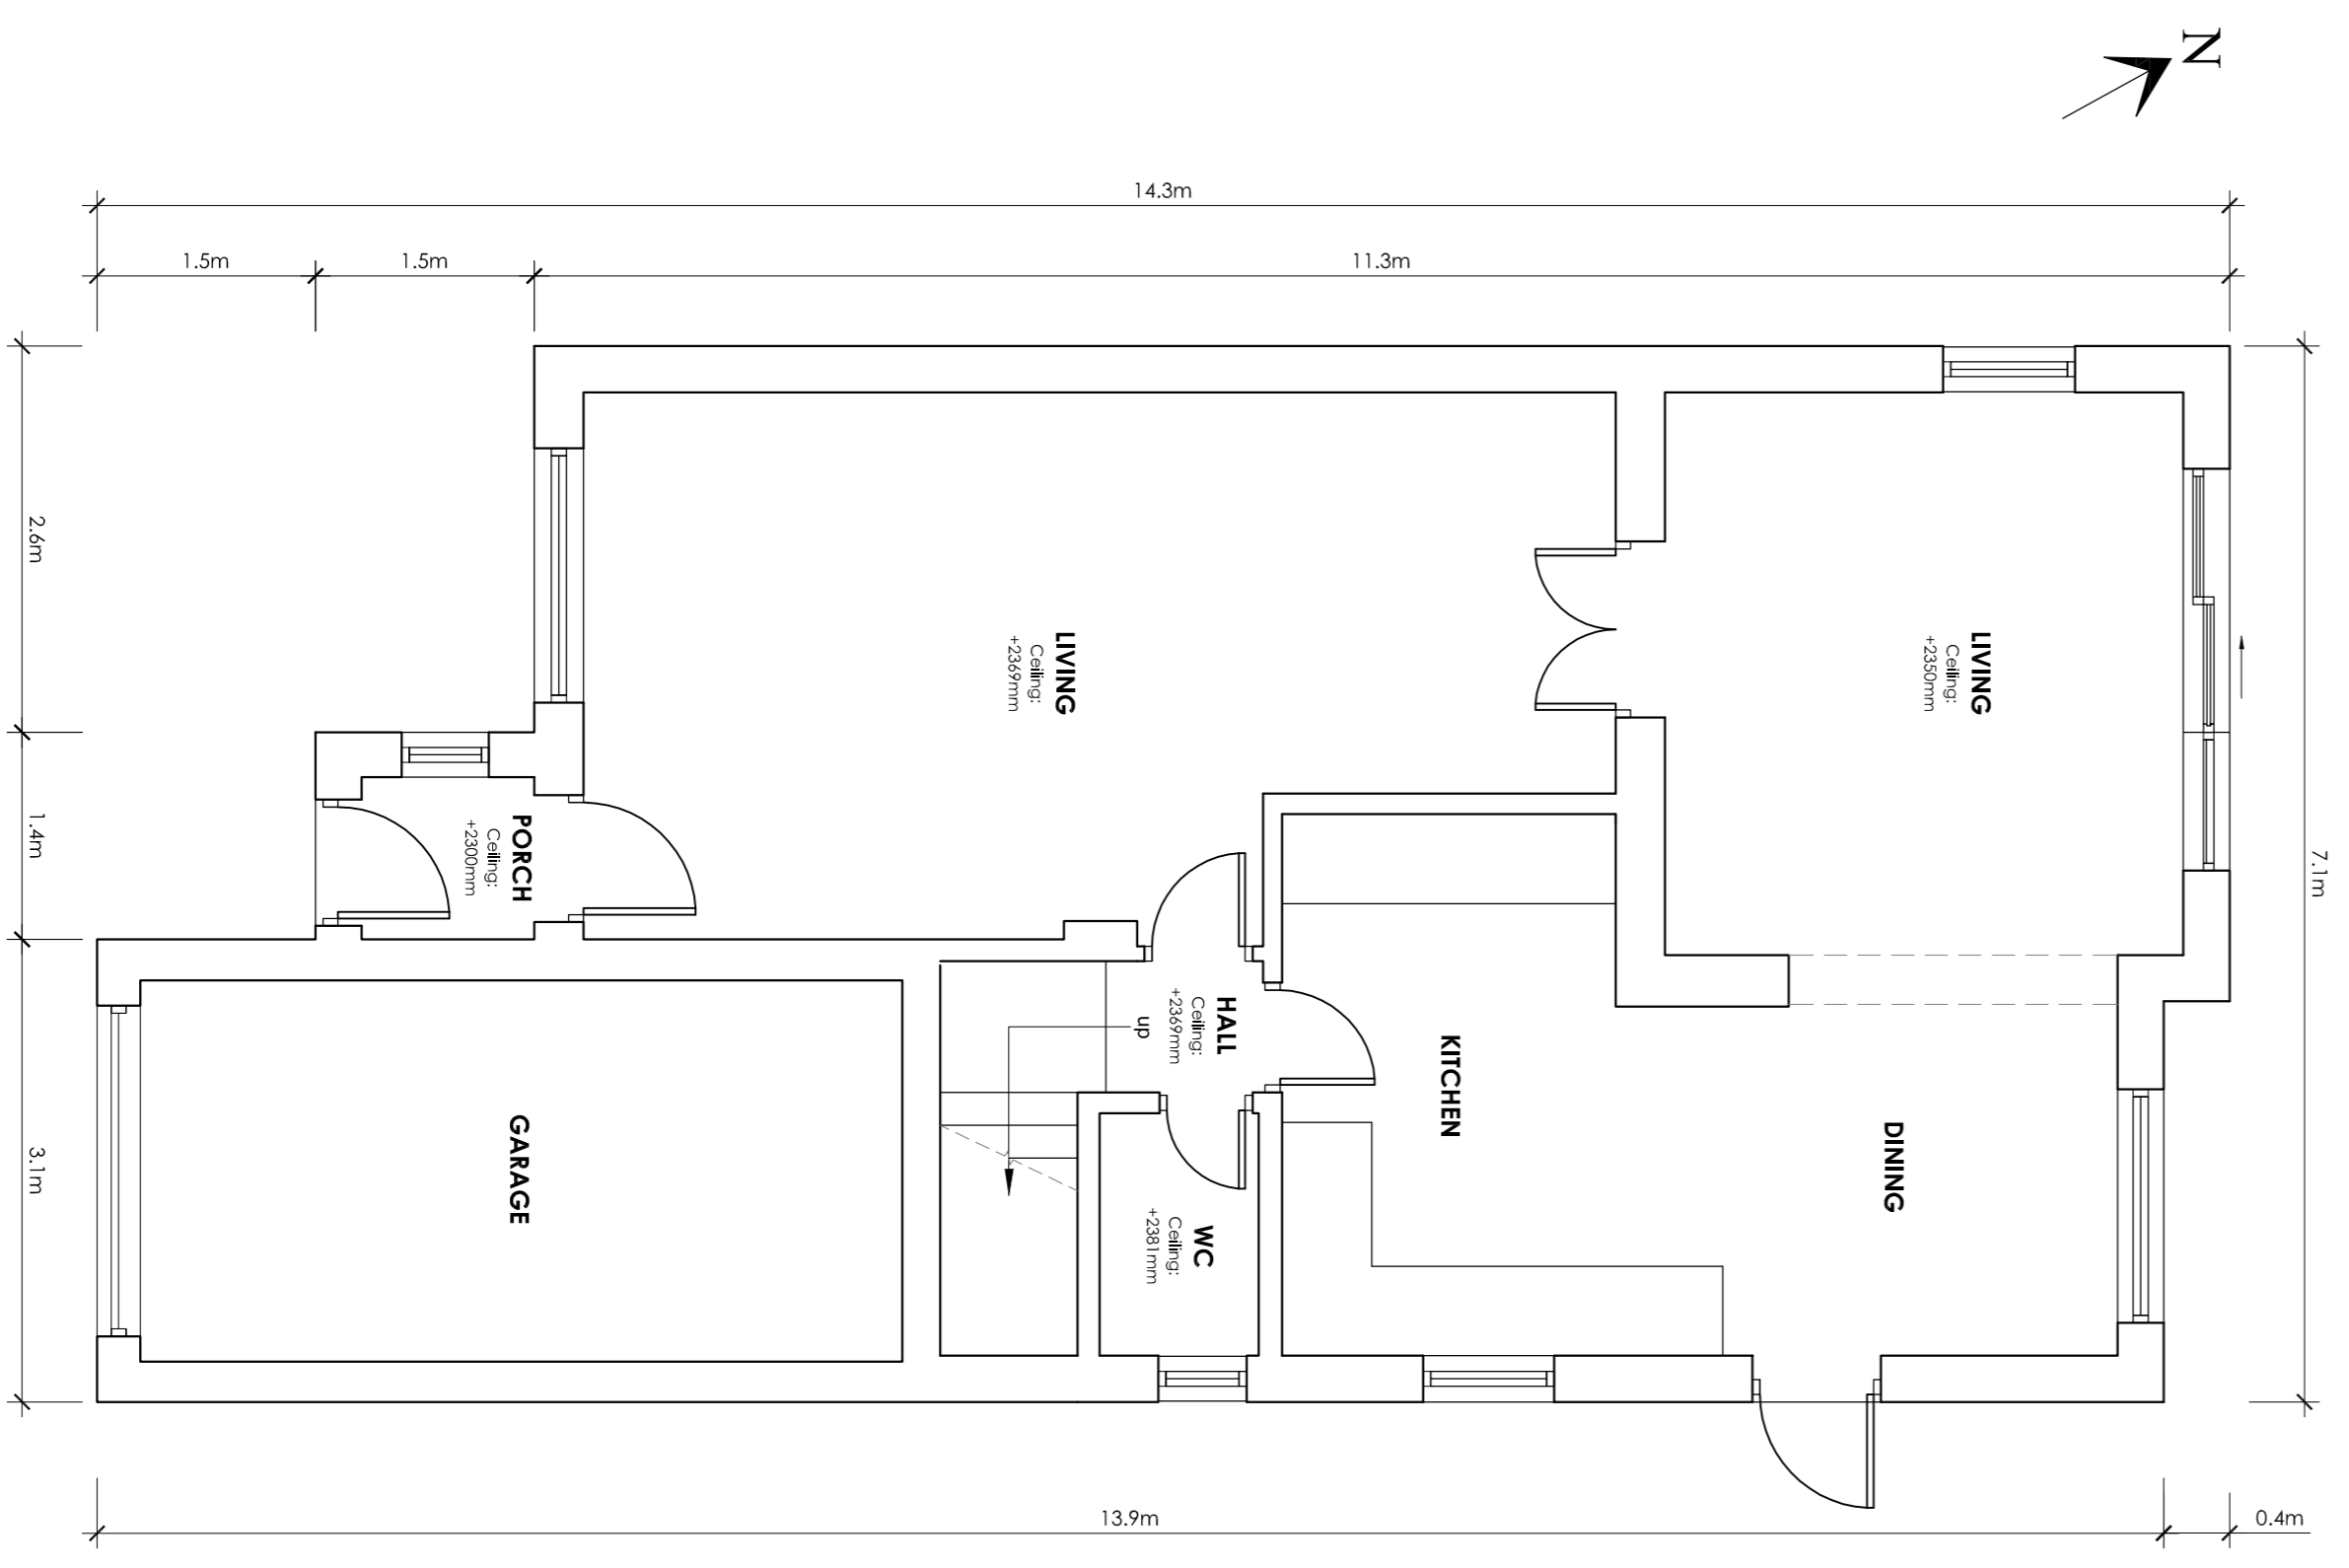 N
14.3m
1.5m
1.5m
11.3m
2.6m
1.4m
3.1m
7.1m
LIVING
Ceiling:
+2369mm
LIVING
Ceiling:
+2350mm
PORCH
Ceiling:
+2300mm
HALL
Ceiling:
+2369mm
up
KITCHEN
DINING
GARAGE
WC
Ceiling:
+2381mm
13.9m
0.4m